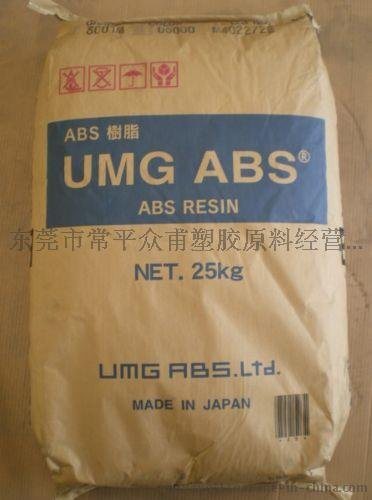 ABS 樹脂
UMG ABS®
ABS RESIN
东莞市常平众甫塑胶原料经营...
NET. 25kg
UMG ABS.Ltd.
MADE IN JAPAN